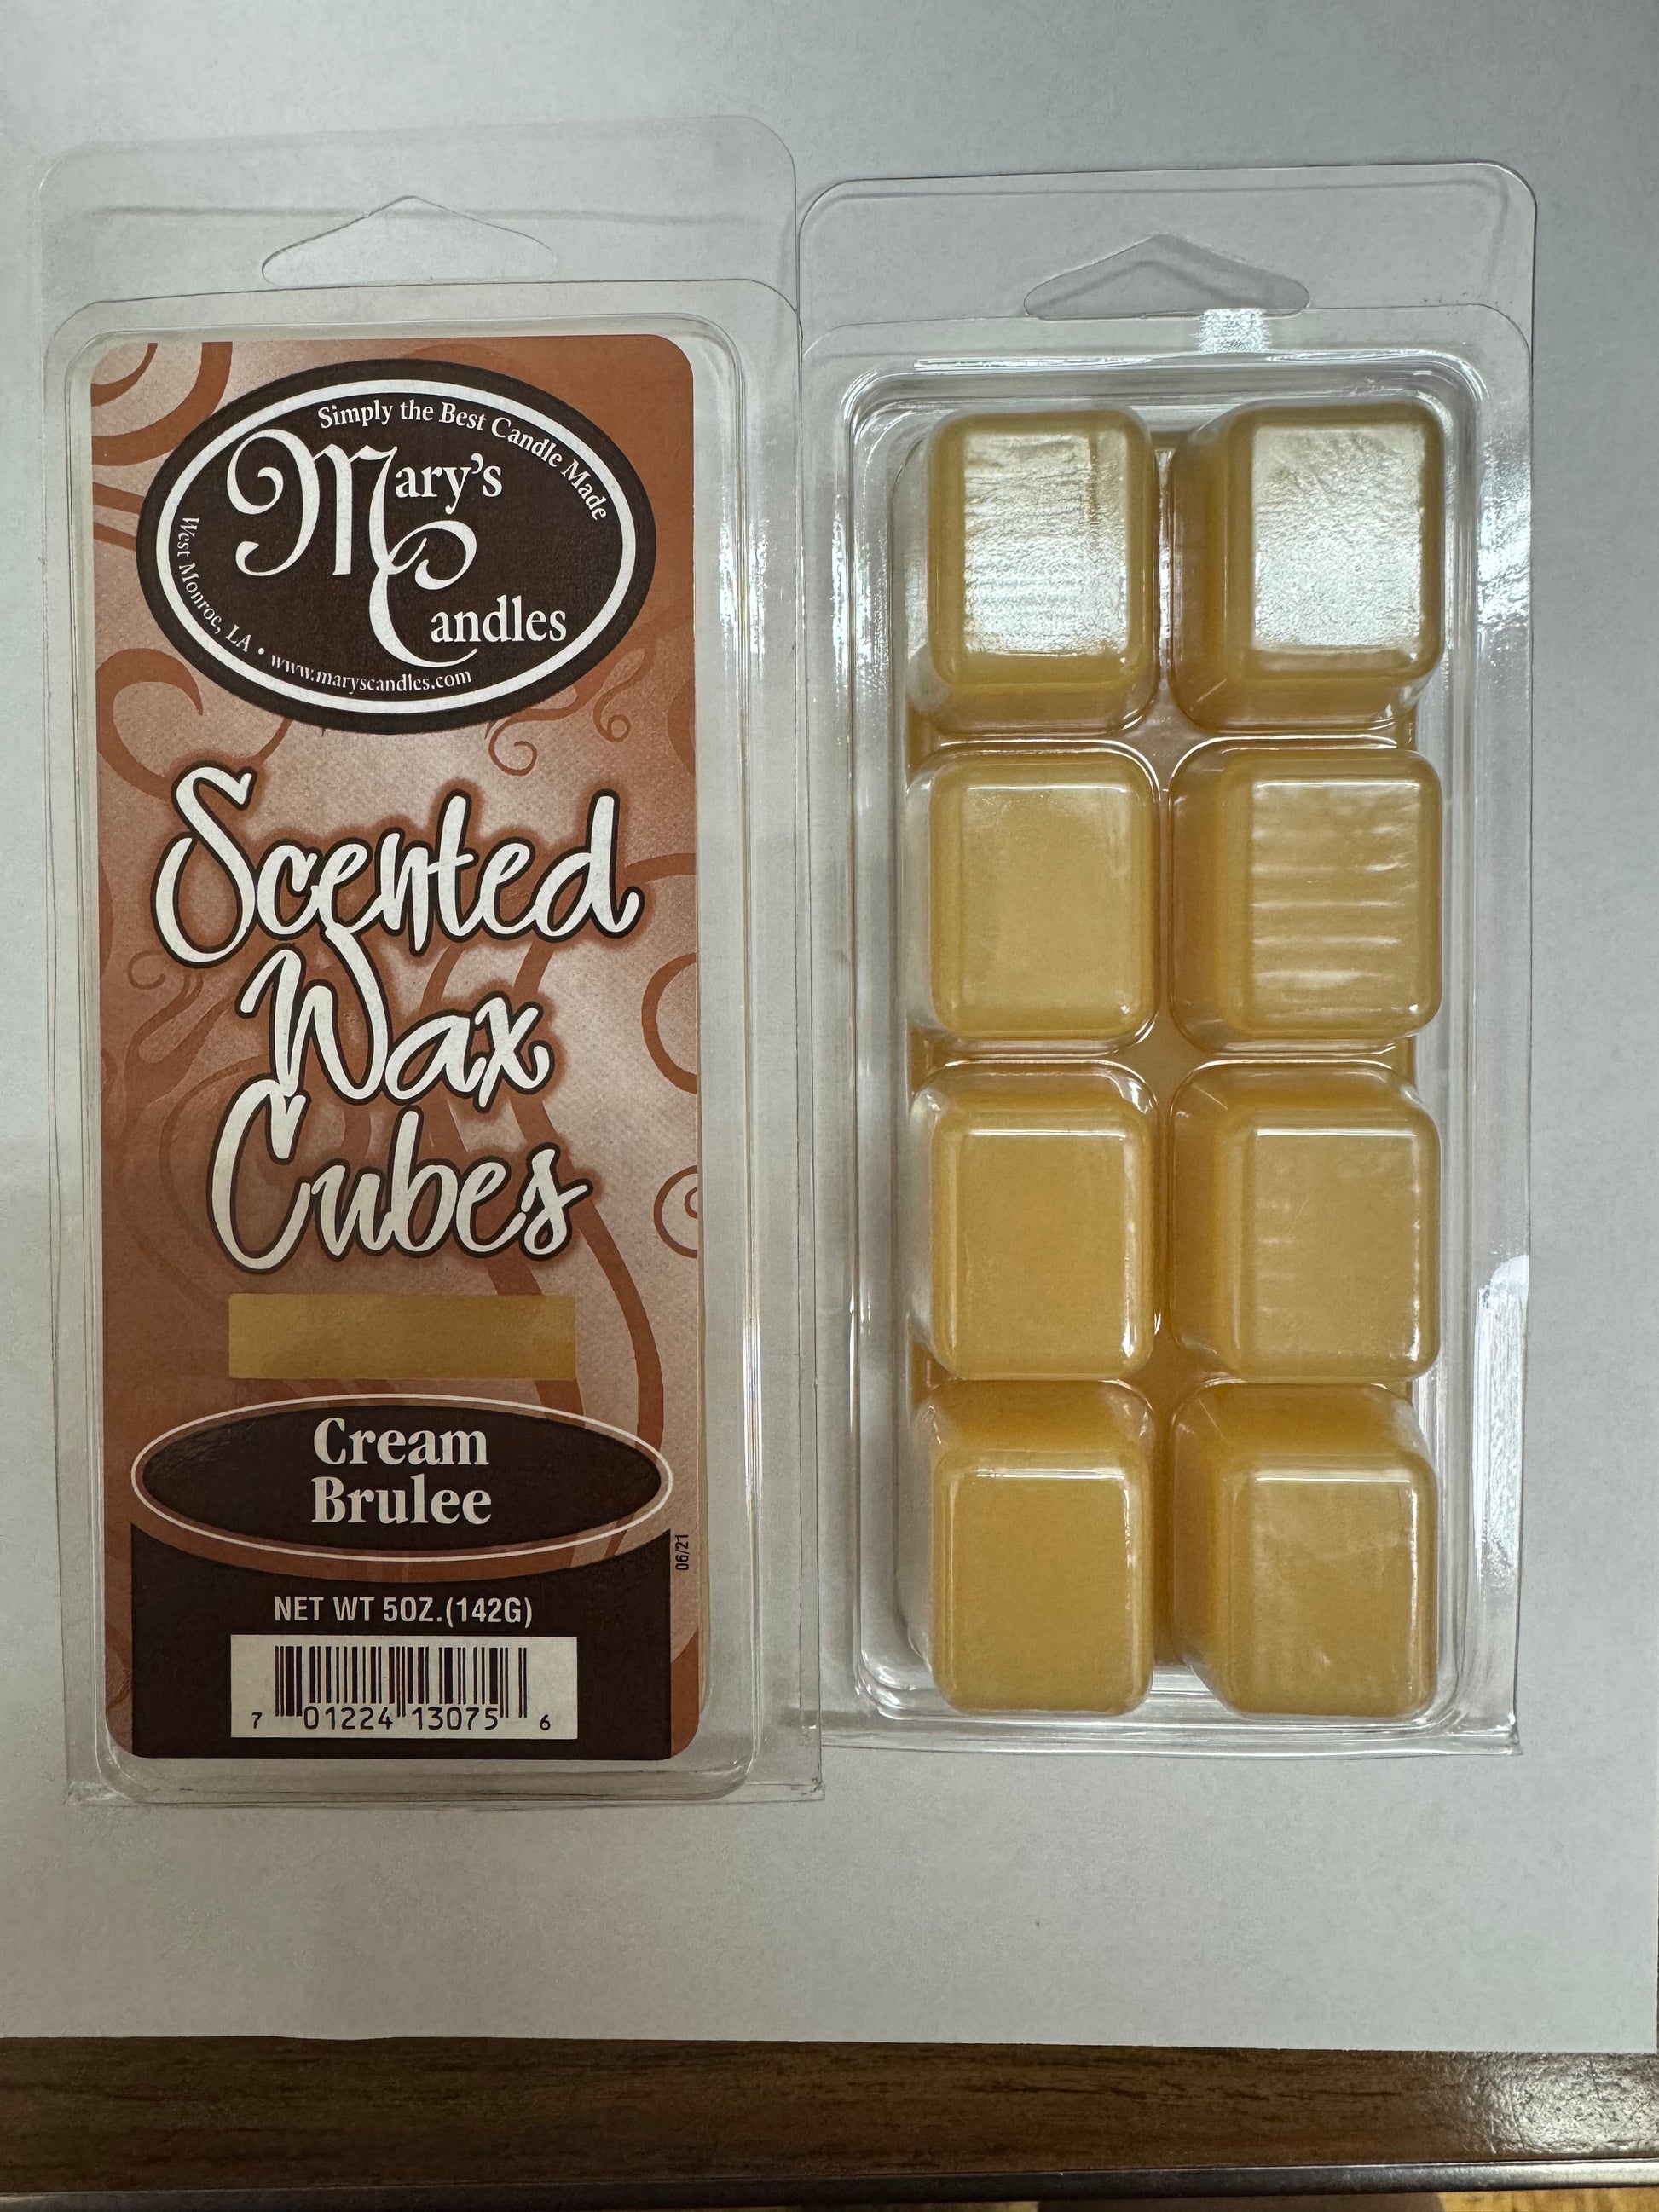 Simply the Best Candle Made
Mary's
Candles
West Monroe, LA • www.maryscandles.com
Scented
Wax
Cubes
Cream
Brulee
06/21
NET WT 5OZ.(142G)
7 01224 13075 6